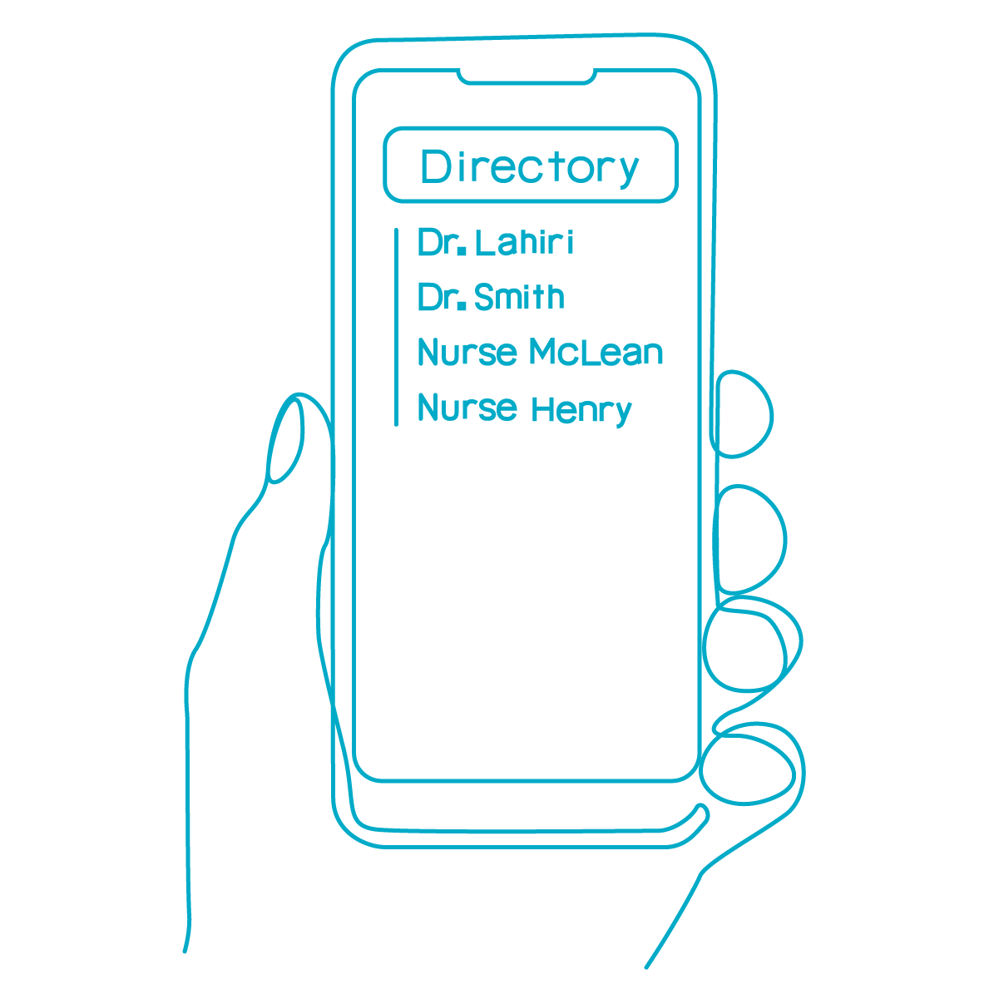 Directory
Dr. Lahiri
Dr. Smith
Nurse McLean
Nurse Henry